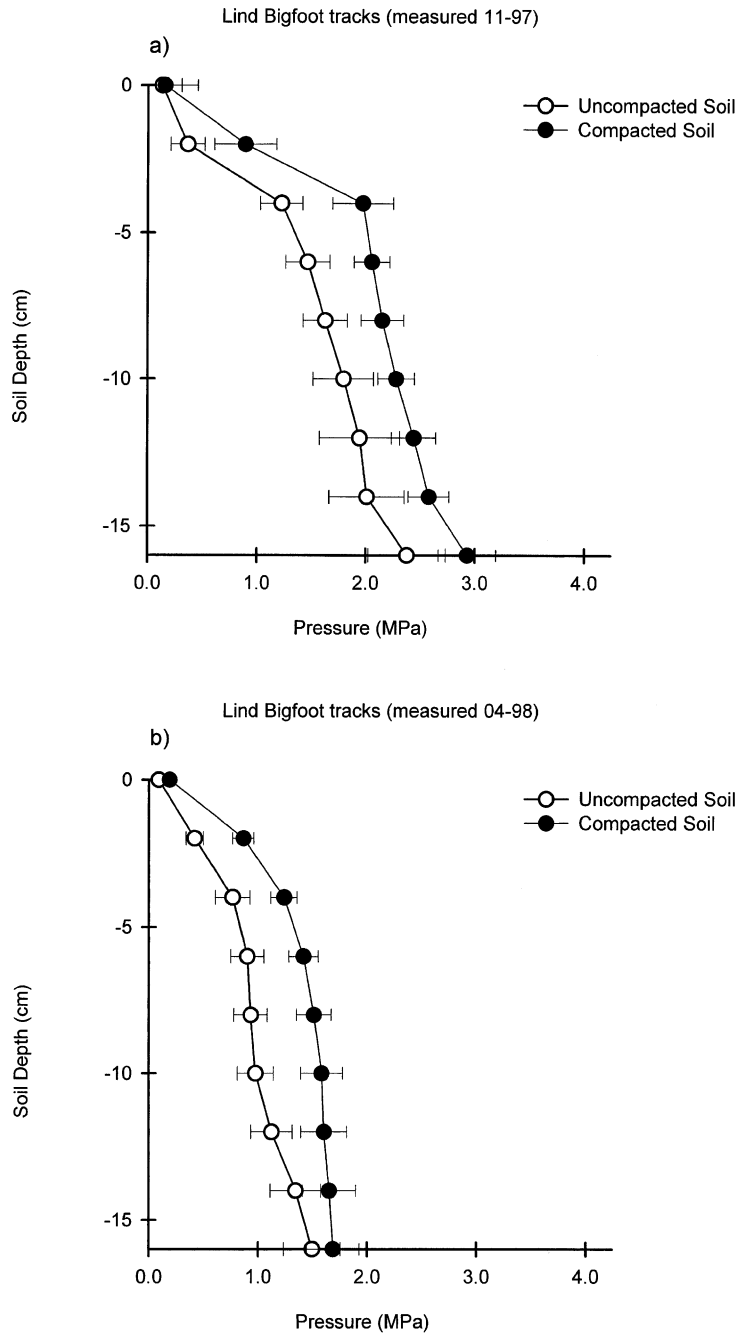 Lind Bigfoot tracks (measured 11-97)
a)
0
-5
-10
-15
Soil Depth (cm)
Uncompacted Soil
Compacted Soil
0.0 1.0 2.0 3.0 4.0
Pressure (MPa)
Lind Bigfoot tracks (measured 04-98)
b)
0
-5
-10
-15
Soil Depth (cm)
Uncompacted Soil
Compacted Soil
0.0 1.0 2.0 3.0 4.0
Pressure (MPa)